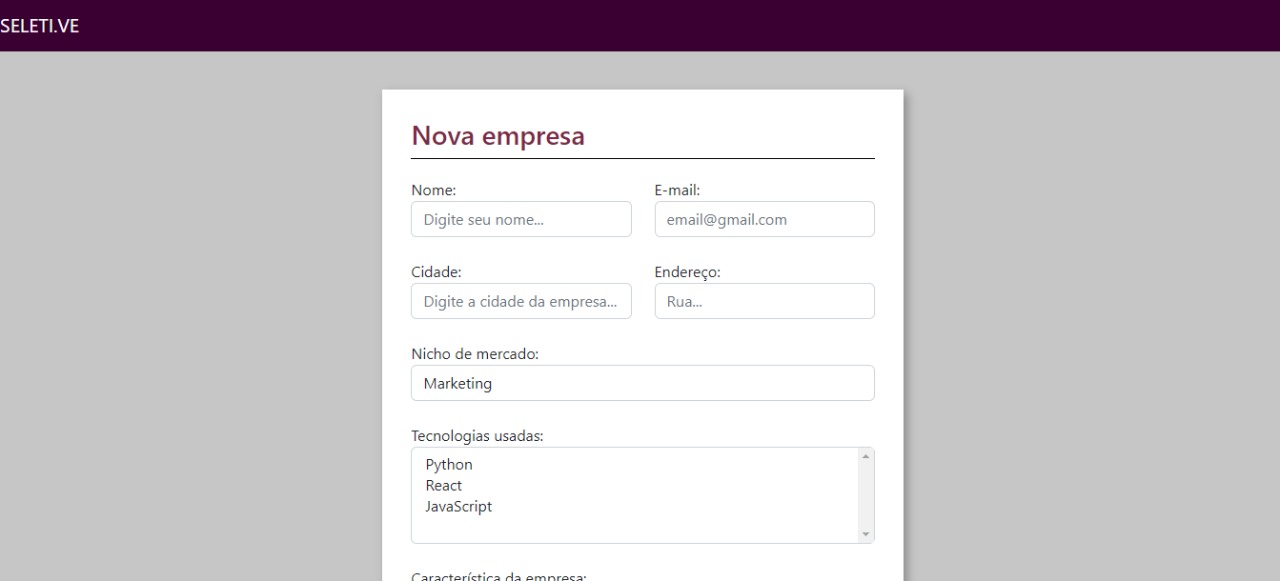 SELETI.VE
Nova empresa
Nome: E-mail:
Digite seu nome... email@gmail.com
Cidade: Endereço:
Digite a cidade da empresa... Rua...
Nicho de mercado:
Marketing
Tecnologias usadas:
Python
React
JavaScript
Característica da empresa: